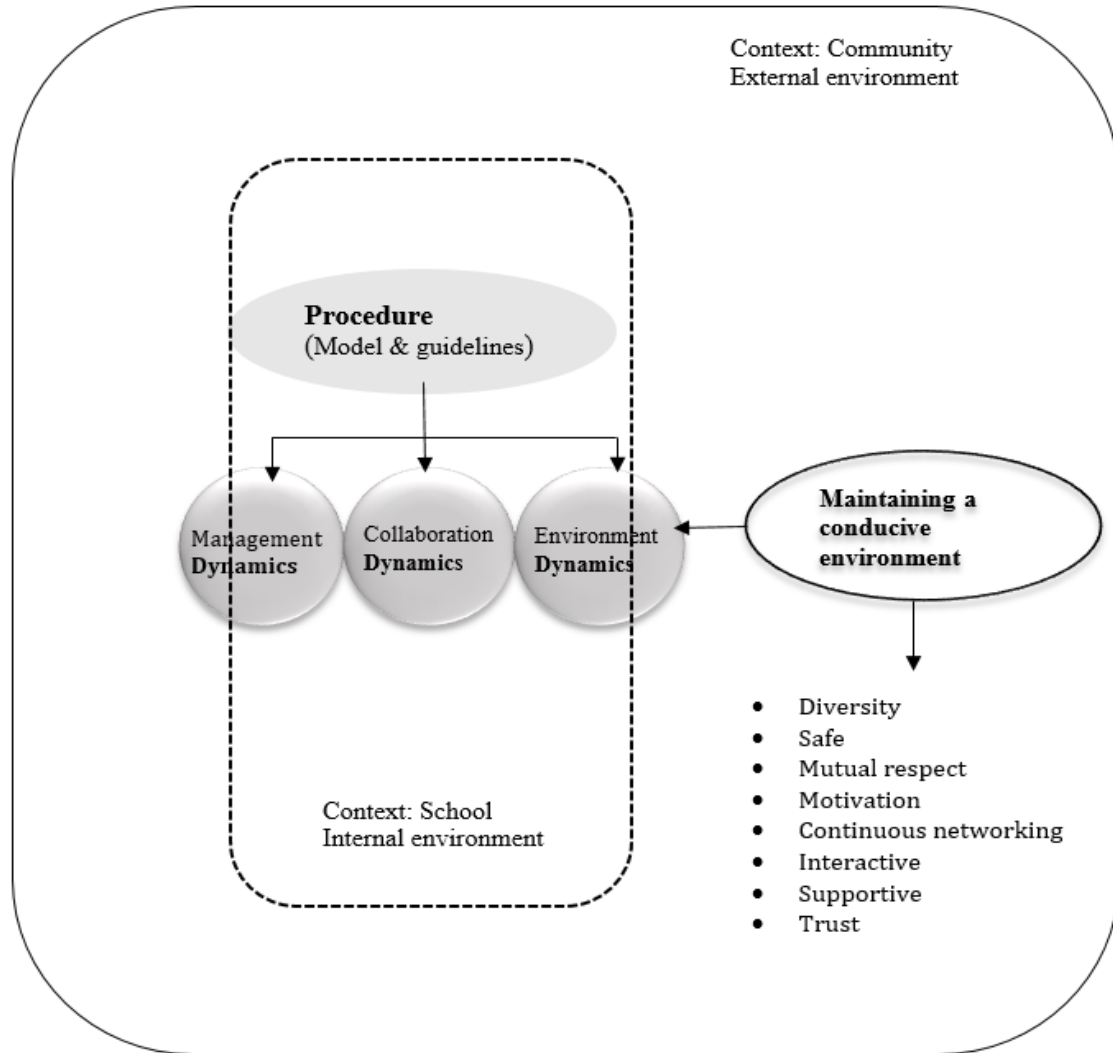 Context: Community
External environment
Procedure
(Model & guidelines)
Management
Dynamics
Collaboration
Dynamics
Environment
Dynamics
Maintaining a
conducive
environment
• Diversity
• Safe
• Mutual respect
• Motivation
• Continuous networking
• Interactive
• Supportive
• Trust
Context: School
Internal environment